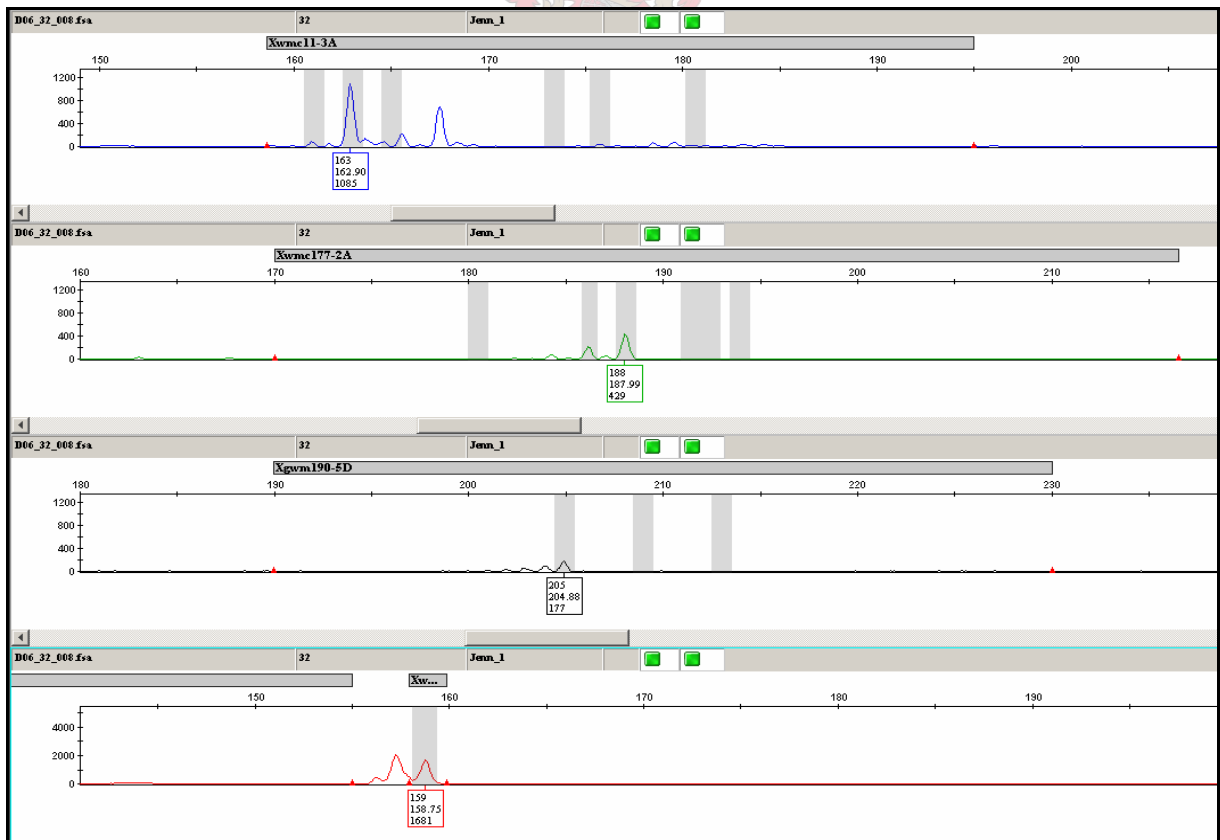 D06_32_008.fsa 32 Jenn_1
Xwmc11-3A
150 160 170 180 190 200
1200
800
400
0
163
162.90
1085
D06_32_008.fsa 32 Jenn_1
Xwmc177-2A
160 170 180 190 200 210
1200
800
400
0
188
187.99
429
D06_32_008.fsa 32 Jenn_1
Xgwm190-5D
180 190 200 210 220 230
1200
800
400
0
205
204.88
177
D06_32_008.fsa 32 Jenn_1
Xw...
150 160 170 180 190
4000
2000
0
159
158.75
1681